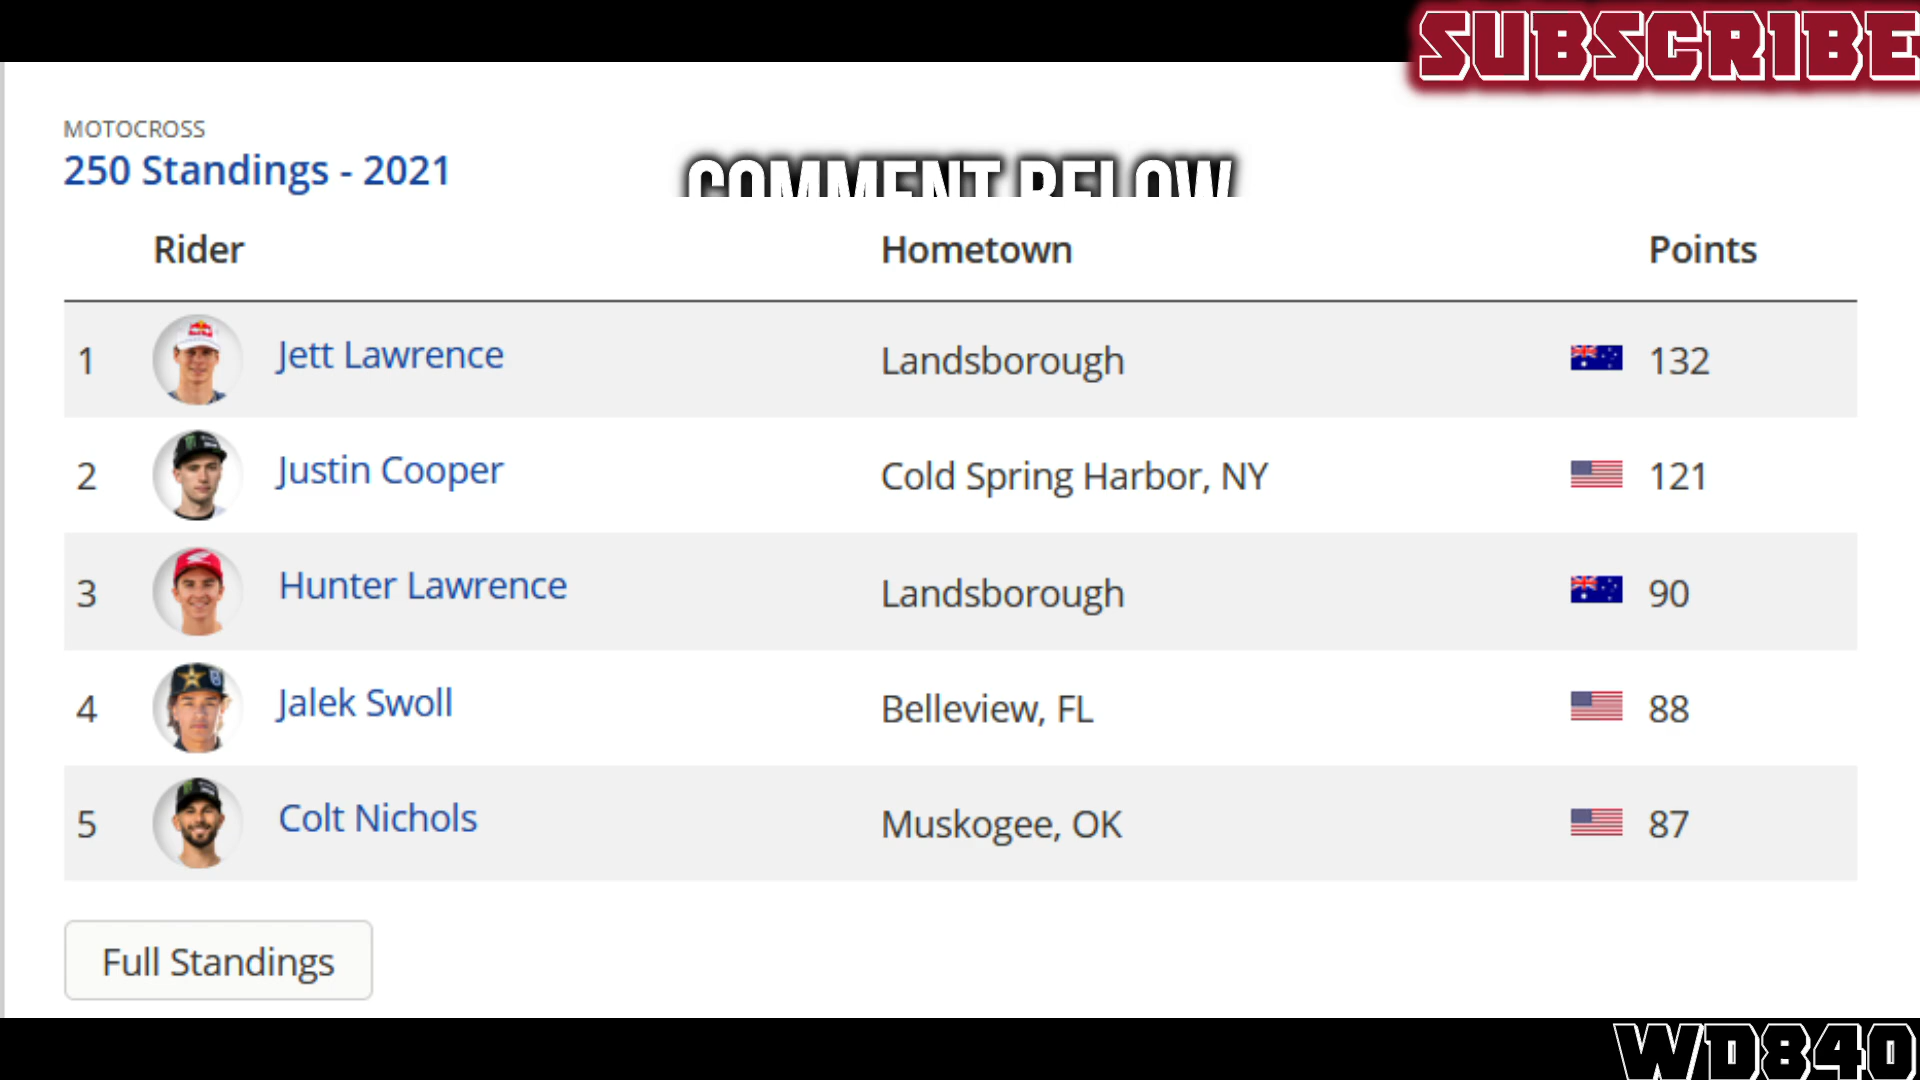 SUBSCRIBE
MOTOCROSS
250 Standings - 2021
COMMENT BELOW
Rider Hometown Points
1 Jett Lawrence Landsborough 132
2 Justin Cooper Cold Spring Harbor, NY 121
3 Hunter Lawrence Landsborough 90
4 Jalek Swoll Belleview, FL 88
5 Colt Nichols Muskogee, OK 87
Full Standings
WD840